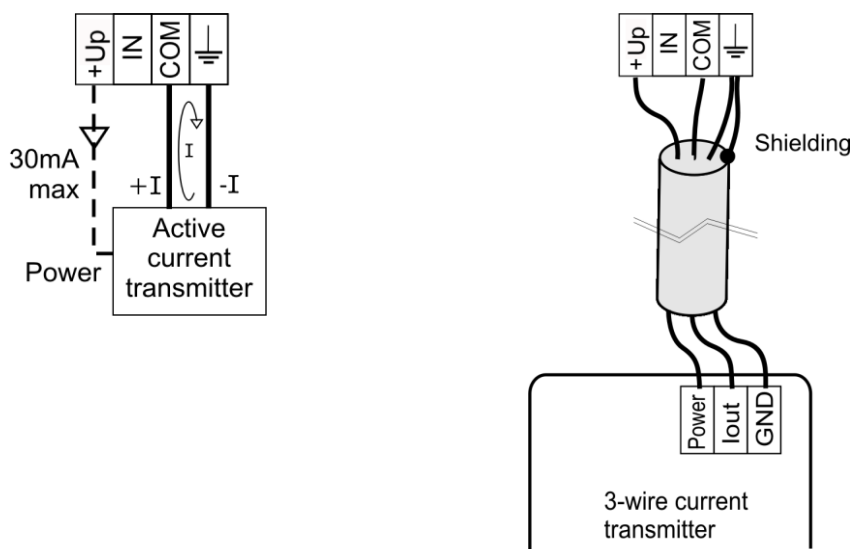 +Up
IN
COM
30mA
max
+I
I
-I
Power
Active
current
transmitter
+Up
IN
COM
Shielding
Power
Iout
GND
3-wire current
transmitter